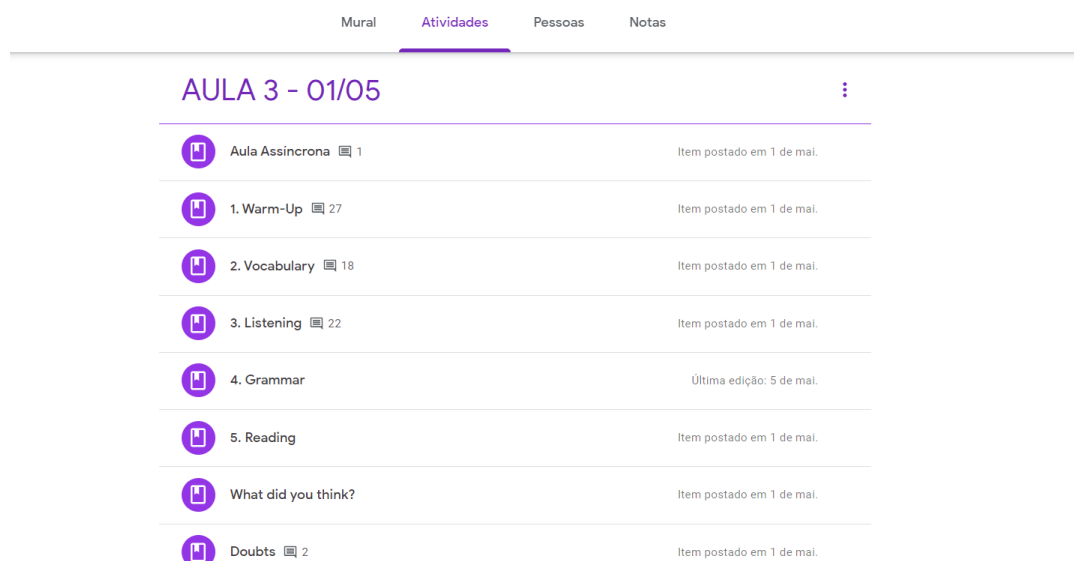 Mural Atividades Pessoas Notas
AULA 3 - 01/05
Aula Assíncrona 1 Item postado em 1 de mai.
1. Warm-Up 27 Item postado em 1 de mai.
2. Vocabulary 18 Item postado em 1 de mai.
3. Listening 22 Item postado em 1 de mai.
4. Grammar Última edição: 5 de mai.
5. Reading Item postado em 1 de mai.
What did you think? Item postado em 1 de mai.
Doubts 2 Item postado em 1 de mai.